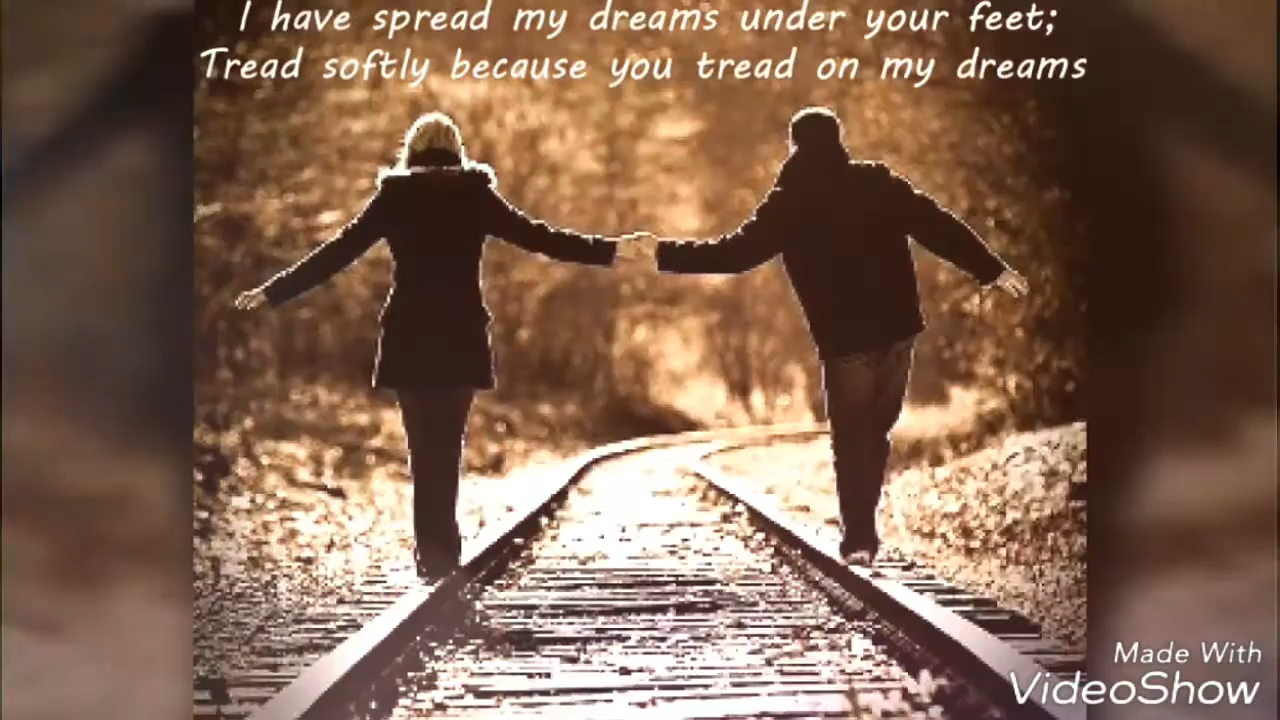 I have spread my dreams under your feet;
Tread softly because you tread on my dreams
Made With
VideoShow